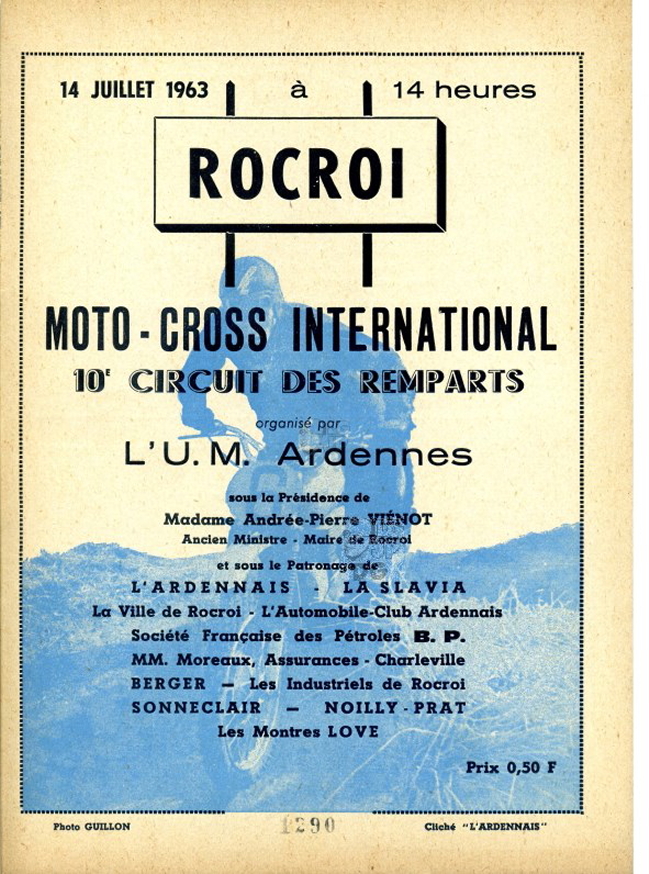 14 JUILLET 1963 à 14 heures
ROCROI
MOTO-CROSS INTERNATIONAL
10E CIRCUIT DES REMPARTS
organisé par
L'U. M. Ardennes
sous la Présidence de
Madame Andrée-Pierre VIÉNOT
Ancien Ministre - Maire de Rocroi
et sous le Patronage de
L'ARDENNAIS - LA SLAVIA
La Ville de Rocroi - L'Automobile-Club Ardennais
Société Française des Pétroles B. P.
MM. Moreaux, Assurances - Charleville
BERGER — Les Industriels de Rocroi
SONNECLAIR — NOILLY-PRAT
Les Montres LOVE
Prix 0,50 F
Photo GUILLON 1290 Cliché "L'ARDENNAIS"